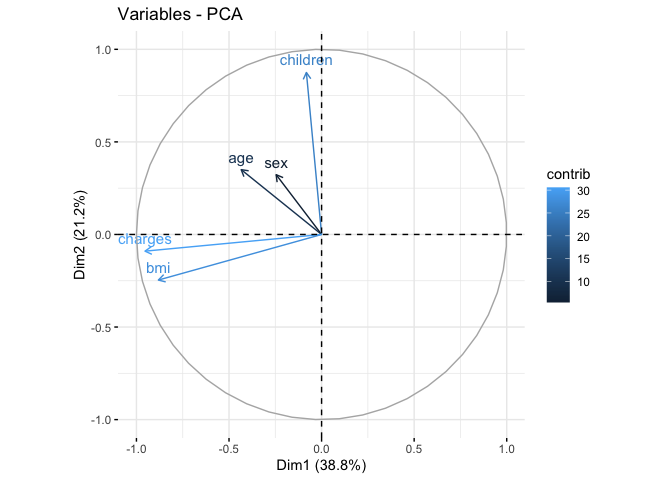 Variables - PCA
1.0
0.5
0.0
-0.5
-1.0
Dim2 (21.2%)
children
age
sex
charges
bmi
-1.0
-0.5
0.0
0.5
1.0
Dim1 (38.8%)
contrib
30
25
20
15
10